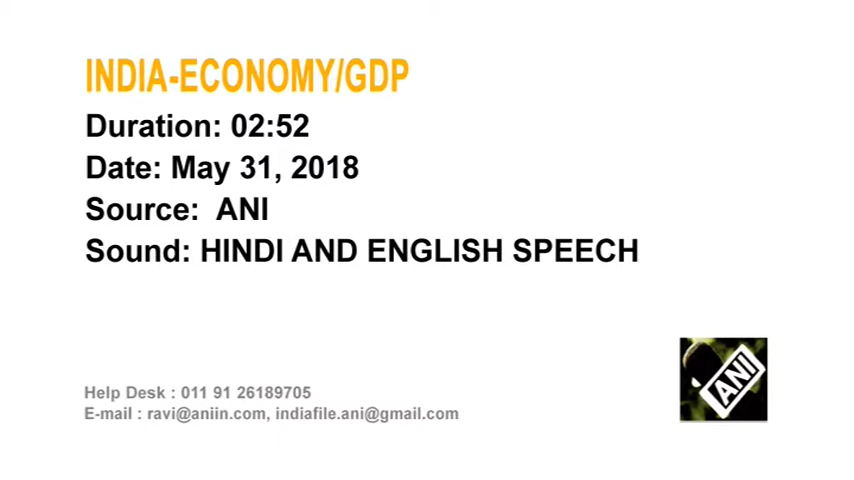 INDIA-ECONOMY/GDP
Duration: 02:52
Date: May 31, 2018
Source: ANI
Sound: HINDI AND ENGLISH SPEECH
Help Desk : 011 91 26189705
E-mail : ravi@aniin.com, indiafile.ani@gmail.com
ANI